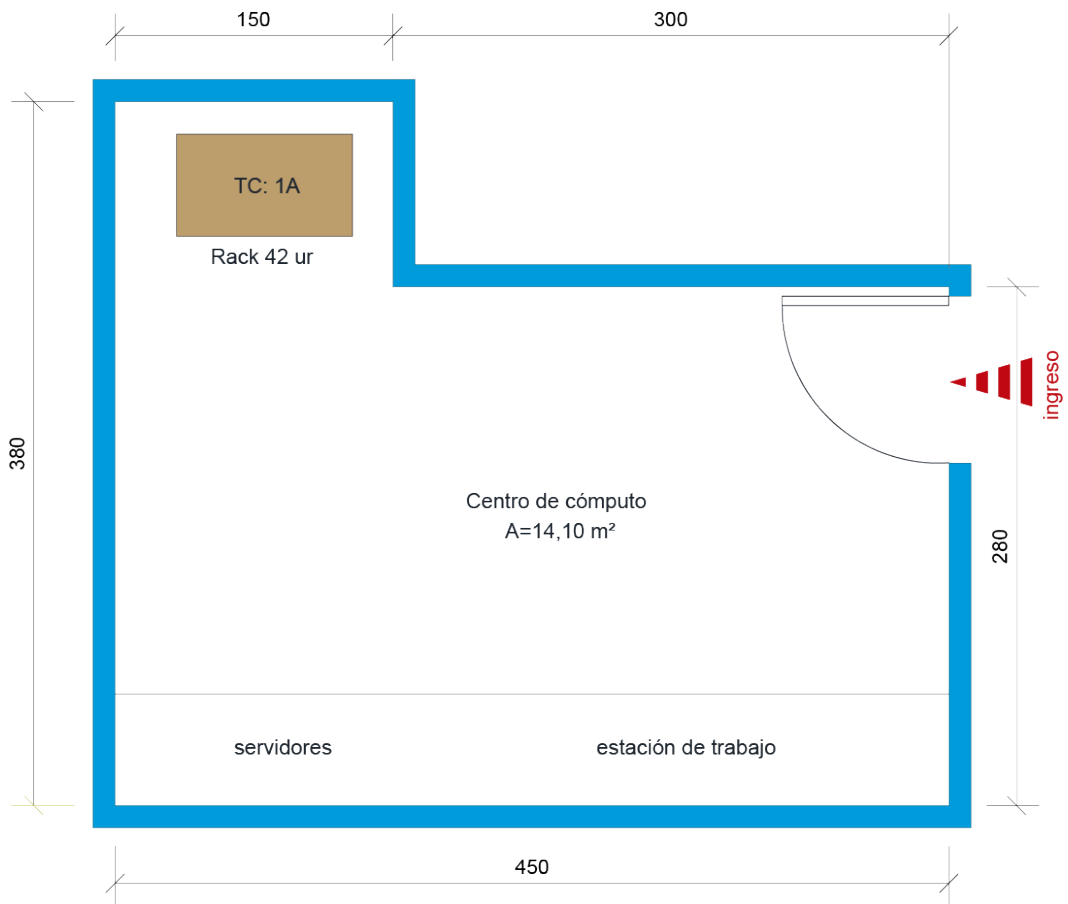 150
300
TC: 1A
Rack 42 ur
ingreso
380
Centro de cómputo
A=14,10 m²
280
servidores
estación de trabajo
450